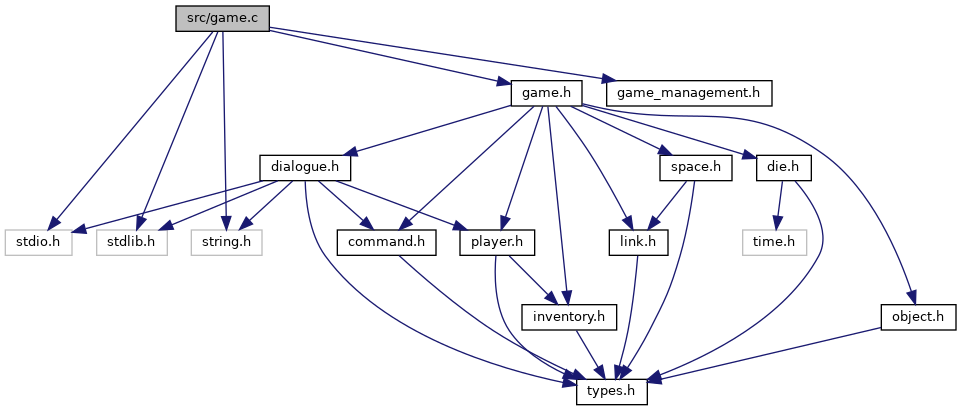 src/game.c
game.h
game_management.h
dialogue.h
space.h
die.h
stdio.h
stdlib.h
string.h
command.h
player.h
link.h
time.h
inventory.h
object.h
types.h